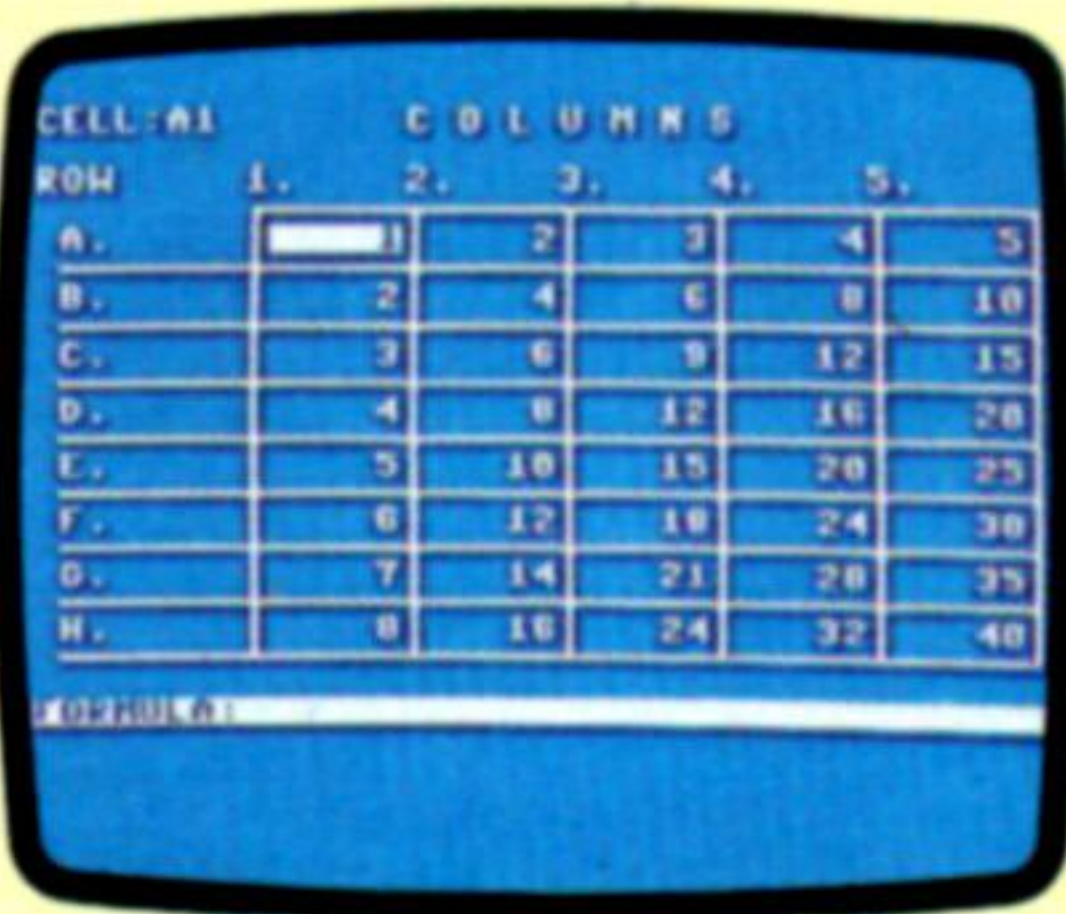 CELL:A1 C O L U M N S
ROW 1. 2. 3. 4. 5.
A. 1 2 3 4 5
B. 2 4 6 8 10
C. 3 6 9 12 15
D. 4 8 12 16 20
E. 5 10 15 20 25
F. 6 12 18 24 30
G. 7 14 21 28 35
H. 8 16 24 32 40
FORMULA: